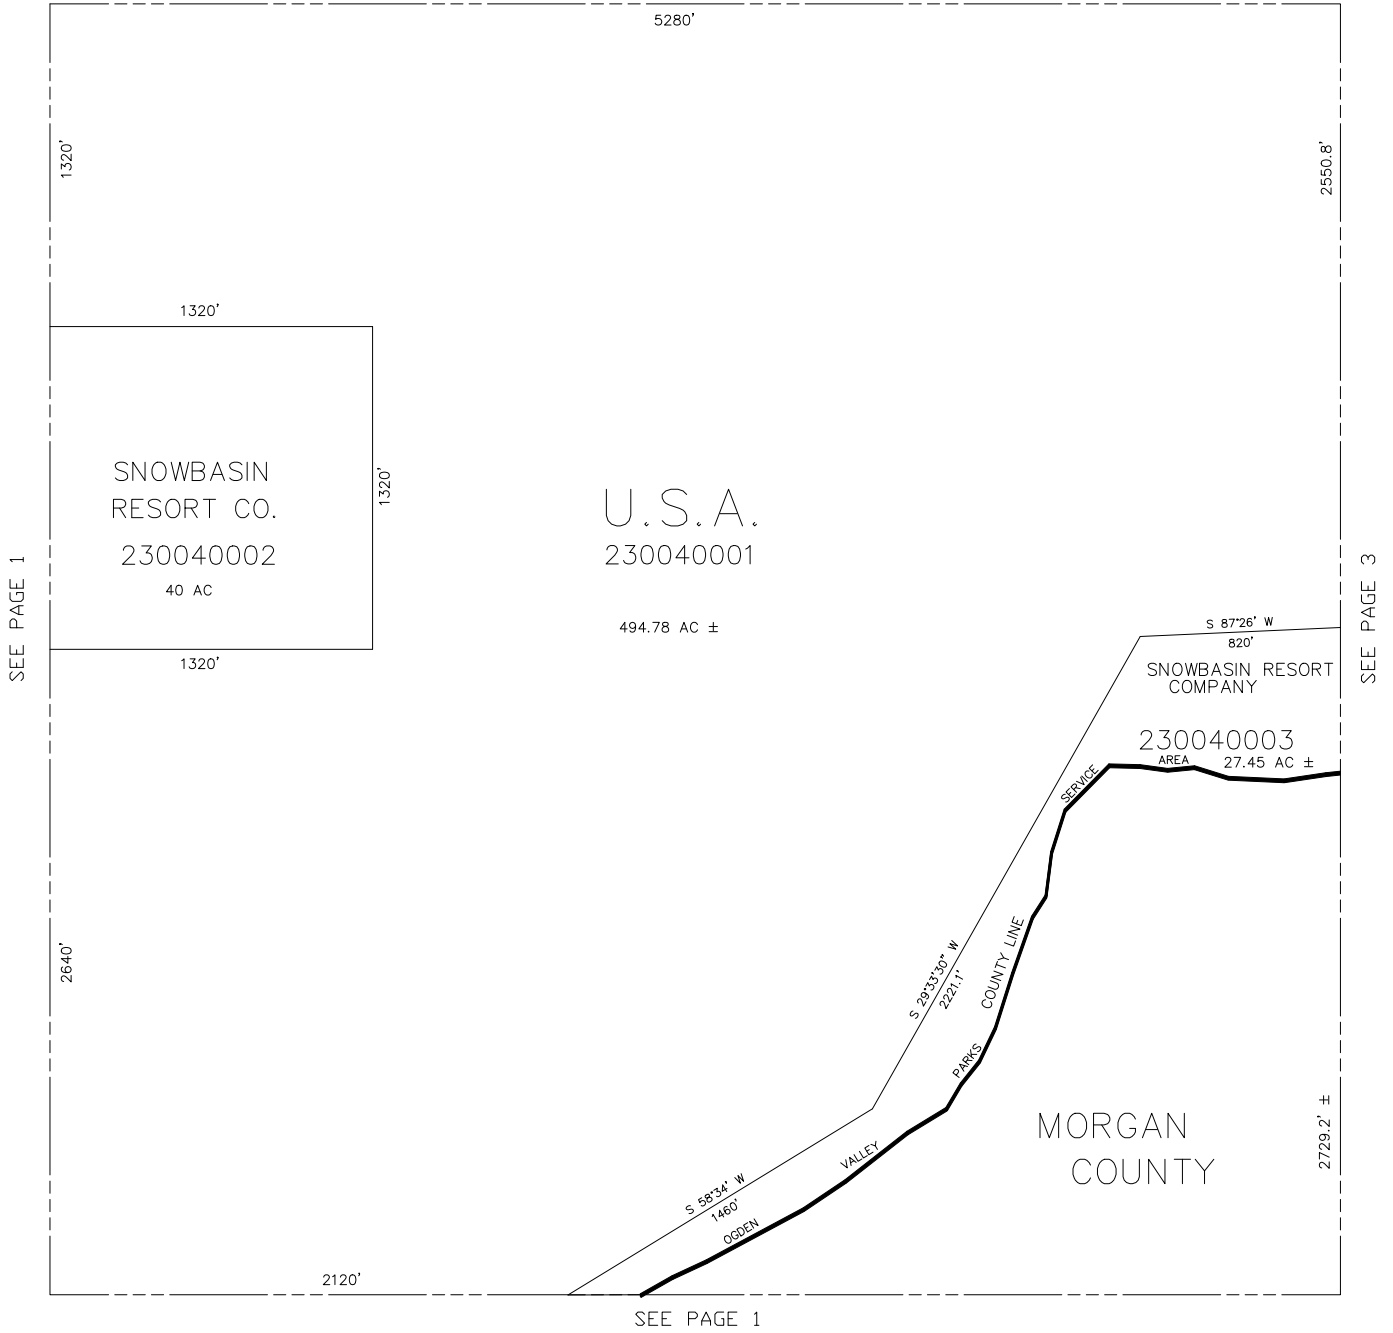 5280'
1320'
2550.8'
1320'
SNOWBASIN
RESORT CO.
230040002
40 AC
1320'
1320'
U.S.A.
230040001
494.78 AC ±
SEE PAGE 1
SEE PAGE 3
S 87°26' W
820'
SNOWBASIN RESORT
COMPANY
230040003
27.45 AC ±
OGDEN VALLEY PARKS SERVICE AREA
COUNTY LINE
S 29°33'30" W
2221.1'
2640'
MORGAN
COUNTY
2729.2' ±
S 58°34' W
1460'
2120'
SEE PAGE 1